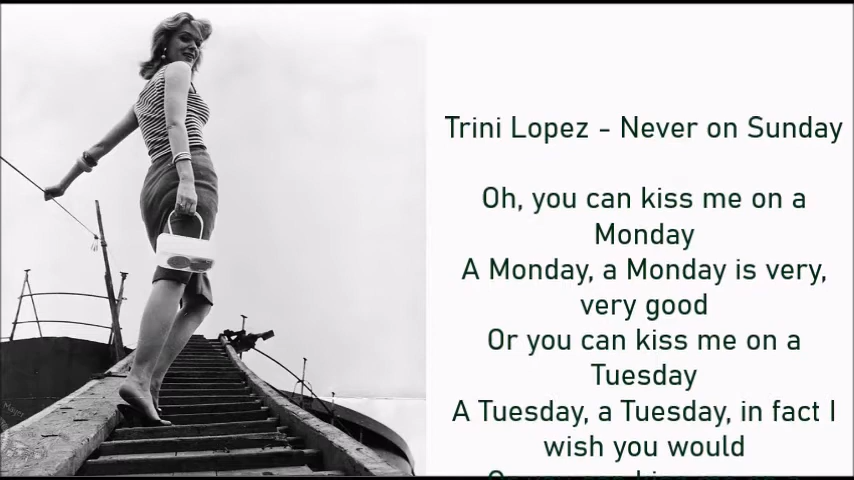 Trini Lopez - Never on Sunday
Oh, you can kiss me on a
Monday
A Monday, a Monday is very,
very good
Or you can kiss me on a
Tuesday
A Tuesday, a Tuesday, in fact I
wish you would